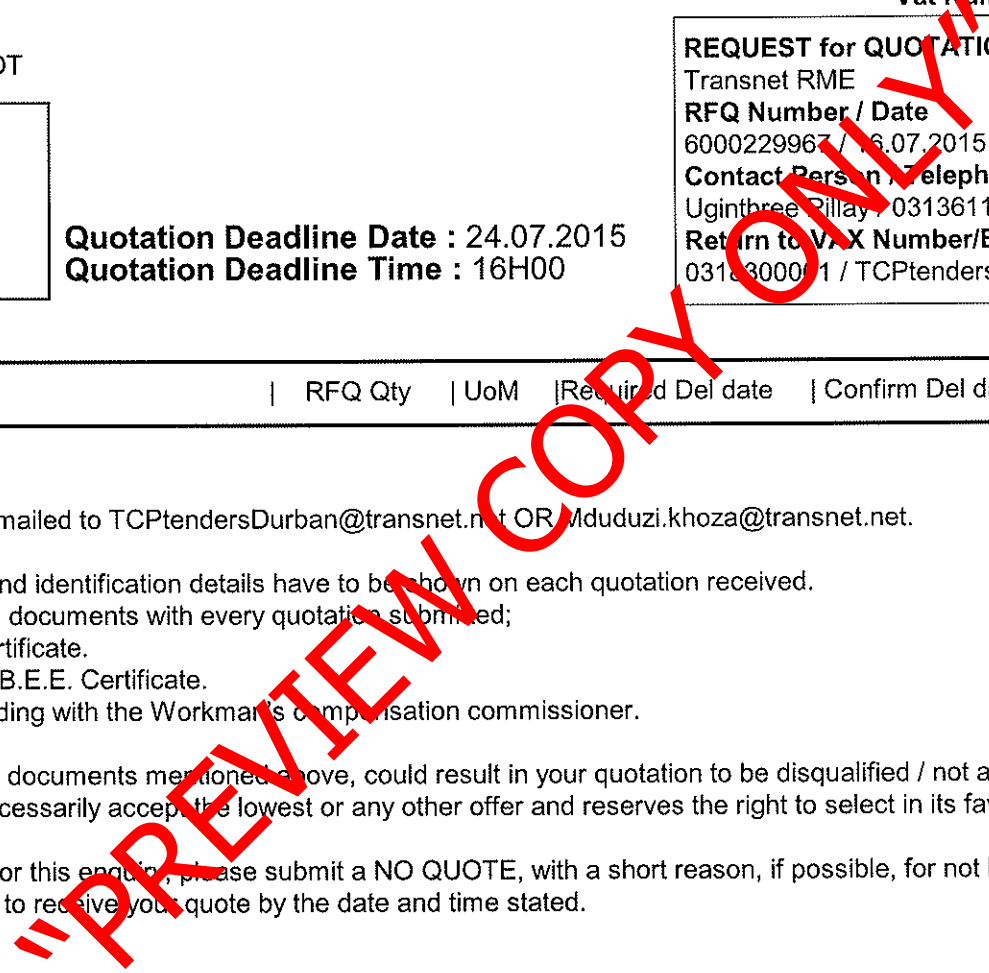 REQUEST for QUOTATIO
Transnet RME
RFQ Number / Date
6000229967 / 16.07.2015
Contact Person / Teleph
Uginthree Pillay / 0313611
Return to VAX Number/E
/ TCPtenders
OT
Quotation Deadline Date : 24.07.2015
Quotation Deadline Time : 16H00
| RFQ Qty | UoM |Required Del date | Confirm Del d
mailed to TCPtendersDurban@transnet.net OR Mduduzi.khoza@transnet.net.
nd identification details have to be shown on each quotation received.
documents with every quotation submitted;
rtificate.
B.E.E. Certificate.
ding with the Workman's compensation commissioner.
documents mentioned above, could result in your quotation to be disqualified / not a
cessarily accept the lowest or any other offer and reserves the right to select in its fa
or this enquiry, please submit a NO QUOTE, with a short reason, if possible, for not
to receive your quote by the date and time stated.
"PREVIEW COPY ONLY"